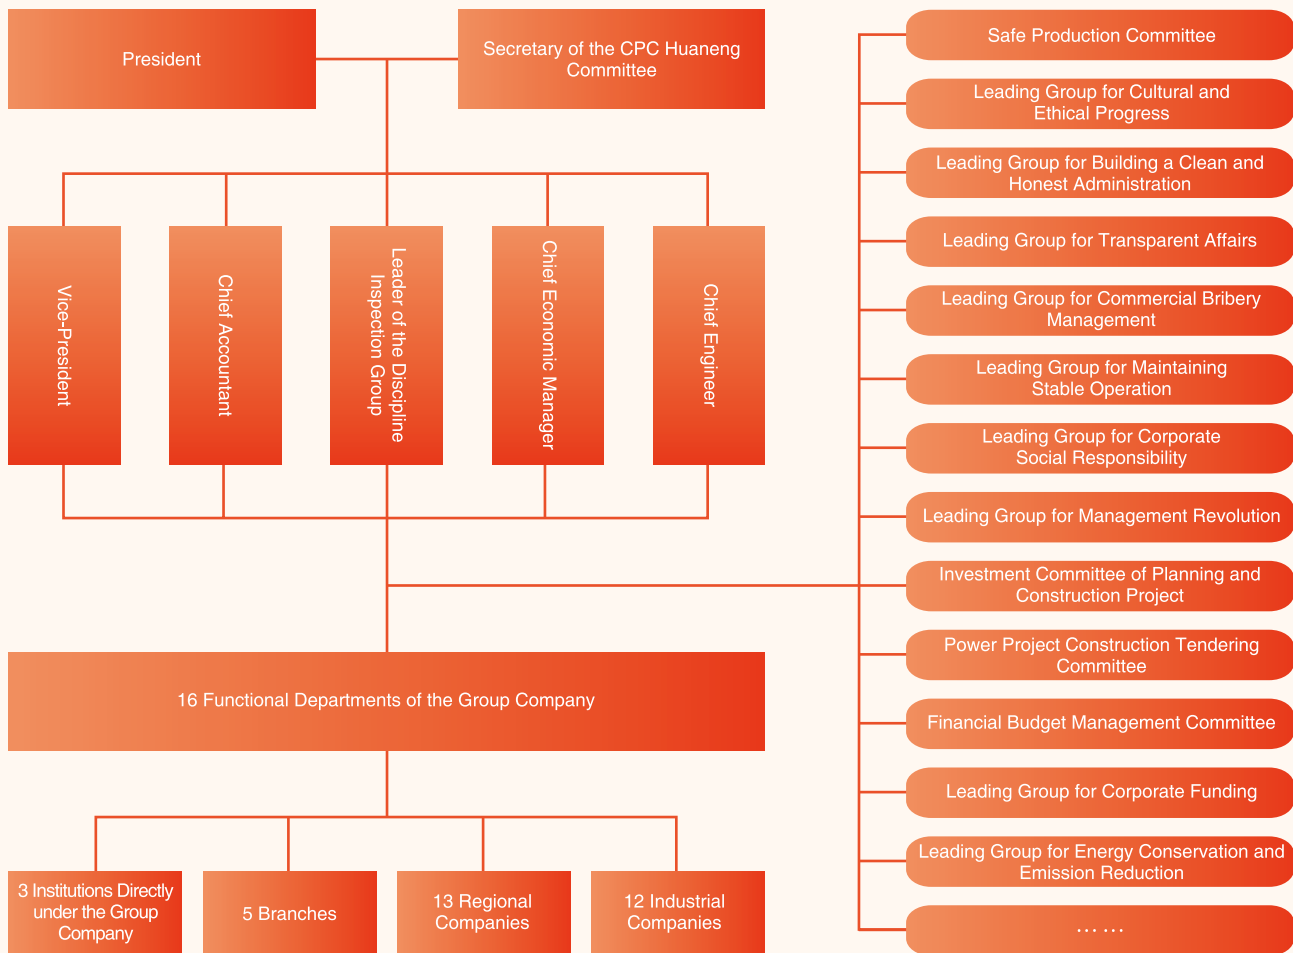 President
Secretary of the CPC Huaneng
Committee
Vice-President
Chief Accountant
Leader of the Discipline
Inspection Group
Chief Economic Manager
Chief Engineer
16 Functional Departments of the Group Company
3 Institutions Directly
under the Group
Company
5 Branches
13 Regional
Companies
12 Industrial
Companies
Safe Production Committee
Leading Group for Cultural and
Ethical Progress
Leading Group for Building a Clean and
Honest Administration
Leading Group for Transparent Affairs
Leading Group for Commercial Bribery
Management
Leading Group for Maintaining
Stable Operation
Leading Group for Corporate
Social Responsibility
Leading Group for Management Revolution
Investment Committee of Planning and
Construction Project
Power Project Construction Tendering
Committee
Financial Budget Management Committee
Leading Group for Corporate Funding
Leading Group for Energy Conservation and
Emission Reduction
... ...